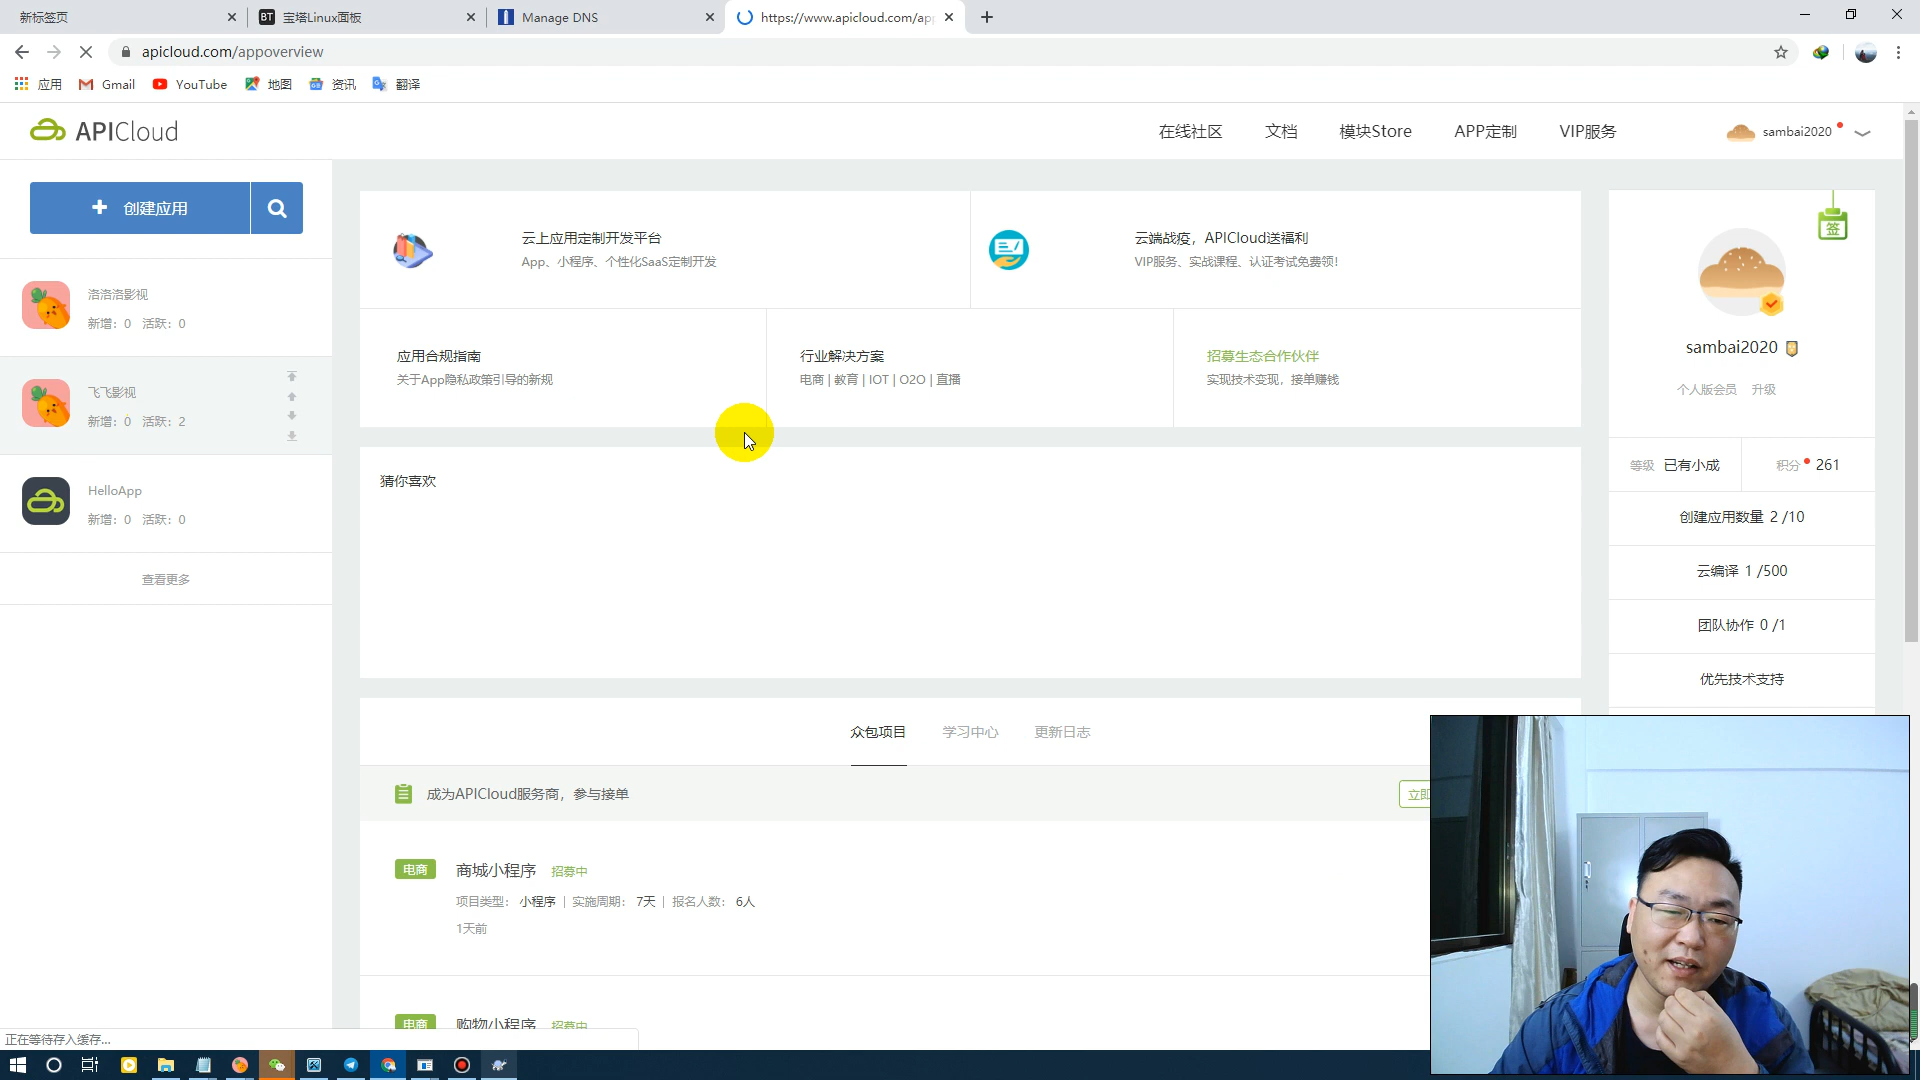 新标签页
宝塔Linux面板
Manage DNS
https://www.apicloud.com/app
apicloud.com/appoverview
应用
Gmail
YouTube
地图
资讯
翻译
APICloud
在线社区
文档
模块Store
APP定制
VIP服务
sambai2020
创建应用
洛洛洛影视
新增: 0 活跃: 0
飞飞影视
新增: 0 活跃: 2
HelloApp
新增: 0 活跃: 0
查看更多
云上应用定制开发平台
App、小程序、个性化SaaS定制开发
云端战疫，APICloud送福利
VIP服务、实战课程、认证考试免费领!
应用合规指南
关于App隐私政策引导的新规
行业解决方案
电商 | 教育 | IOT | O2O | 直播
招募生态合作伙伴
实现技术变现，接单赚钱
猜你喜欢
签
sambai2020
个人版会员 升级
等级 已有小成
积分 261
创建应用数量 2 /10
云编译 1 /500
团队协作 0 /1
优先技术支持
众包项目
学习中心
更新日志
成为APICloud服务商，参与接单
立即
电商
商城小程序
招募中
项目类型: 小程序 | 实施周期: 7天 | 报名人数: 6人
1天前
电商
购物小程序
招募中
正在等待存入缓存...